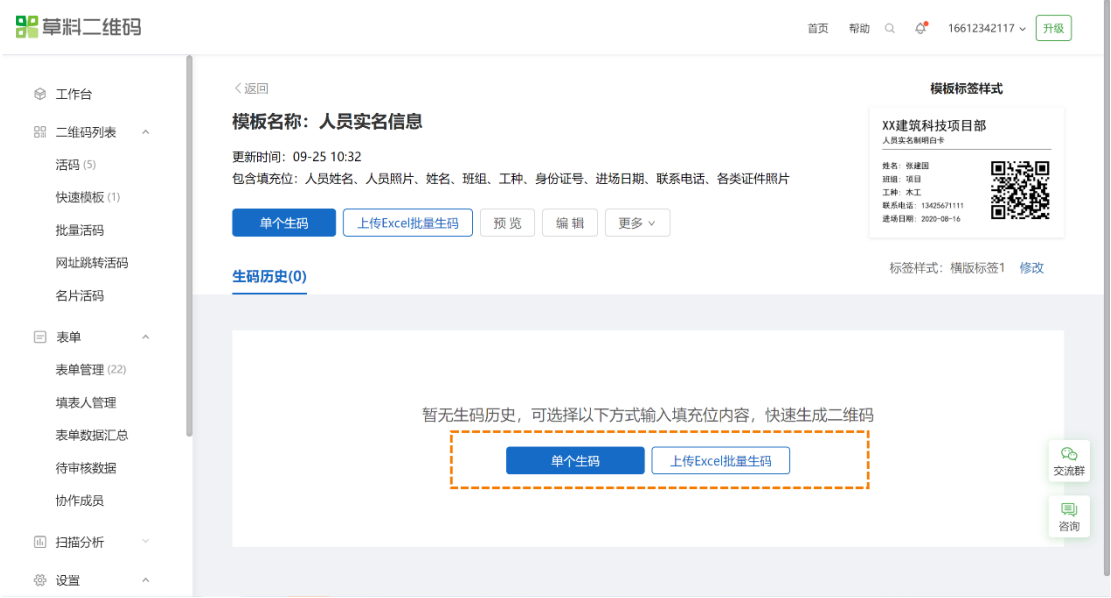 草料二维码
首页 帮助 16612342117 升级
工作台
二维码列表
活码 (5)
快速模板 (1)
批量活码
网址跳转活码
名片活码
表单
表单管理 (22)
填表人管理
表单数据汇总
待审核数据
协作成员
扫描分析
设置
返回
模板名称：人员实名信息
更新时间：09-25 10:32
包含填充位：人员姓名、人员照片、姓名、班组、工种、身份证号、进场日期、联系电话、各类证件照片
单个生码 上传Excel批量生码 预 览 编 辑 更多
模板标签样式
XX建筑科技项目部
人员实名制明白卡
姓名：张建国
班组：项目
工种：木工
联系电话：13425671111
进场日期：2020-08-16
标签样式：横版标签1 修改
生码历史(0)
暂无生码历史，可选择以下方式输入填充位内容，快速生成二维码
单个生码 上传Excel批量生码
交流群
咨询